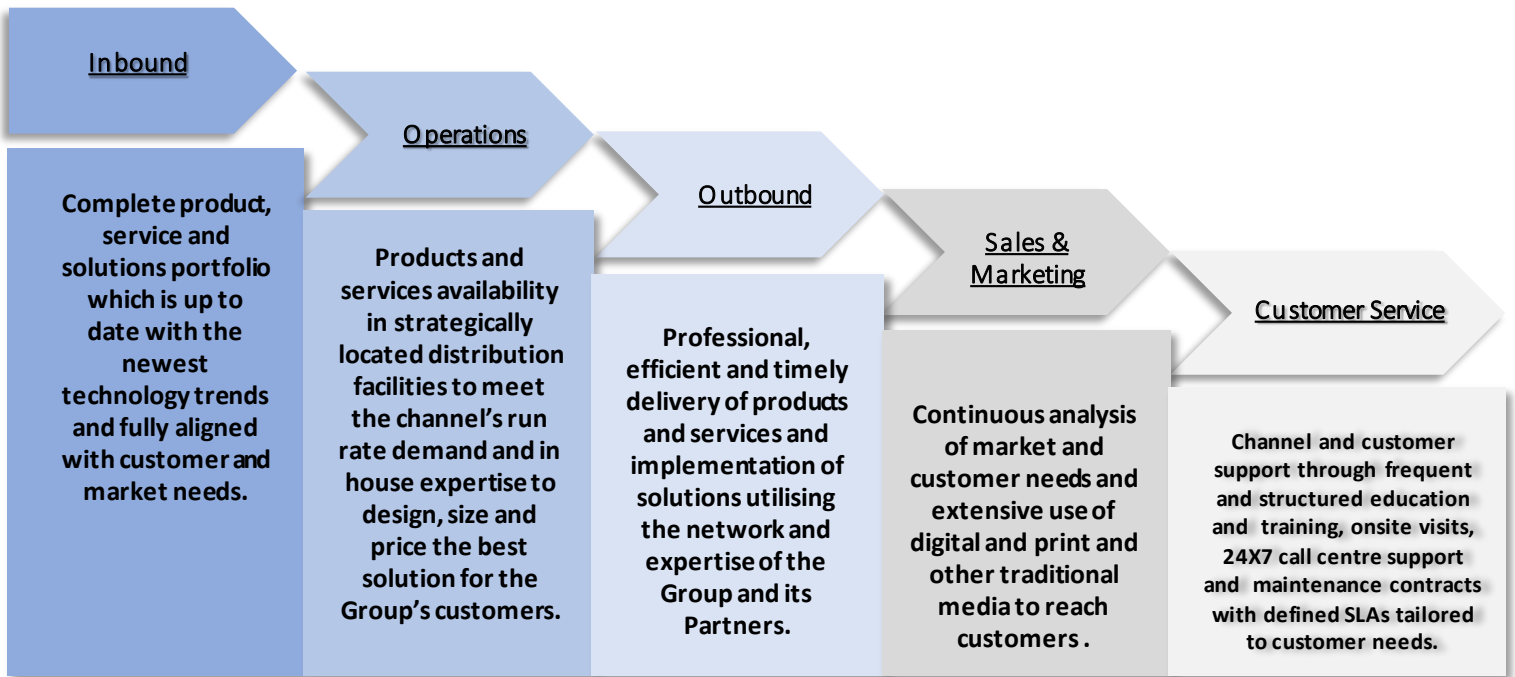 Inbound
Complete product,
service and
solutions portfolio
which is up to
date with the
newest
technology trends
and fully aligned
with customer and
market needs.
Operations
Products and
services availability
in strategically
located distribution
facilities to meet
the channel's run
rate demand and in
house expertise to
design, size and
price the best
solution for the
Group's customers.
Outbound
Professional,
efficient and timely
delivery of products
and services and
implementation of
solutions utilising
the network and
expertise of the
Group and its
Partners.
Sales &
Marketing
Continuous analysis
of market and
customer needs and
extensive use of
digital and print and
other traditional
media to reach
customers .
Customer Service
Channel and customer
support through frequent
and structured education
and training, onsite visits,
24X7 call centre support
and maintenance contracts
with defined SLAs tailored
to customer needs.